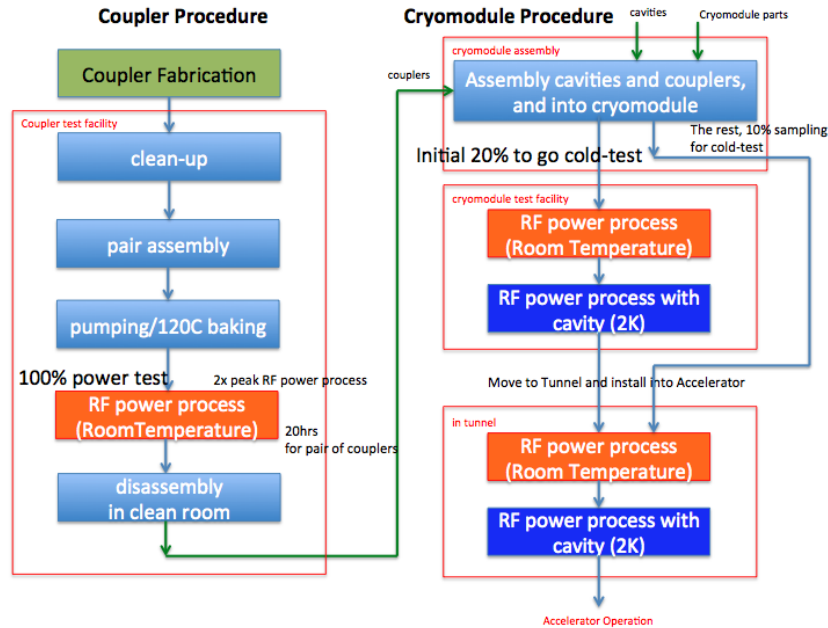 Coupler Procedure
Coupler Fabrication
Coupler test facility
clean-up
pair assembly
pumping/120C baking
100% power test
2x peak RF power process
RF power process
(RoomTemperature)
20hrs
for pair of couplers
disassembly
in clean room
Cryomodule Procedure
cavities
Cryomodule parts
cryomodule assembly
couplers
Assembly cavities and couplers,
and into cryomodule
The rest, 10% sampling
for cold-test
Initial 20% to go cold-test
cryomodule test facility
RF power process
(Room Temperature)
RF power process with
cavity (2K)
Move to Tunnel and install into Accelerator
in tunnel
RF power process
(Room Temperature)
RF power process with
cavity (2K)
Accelerator Operation